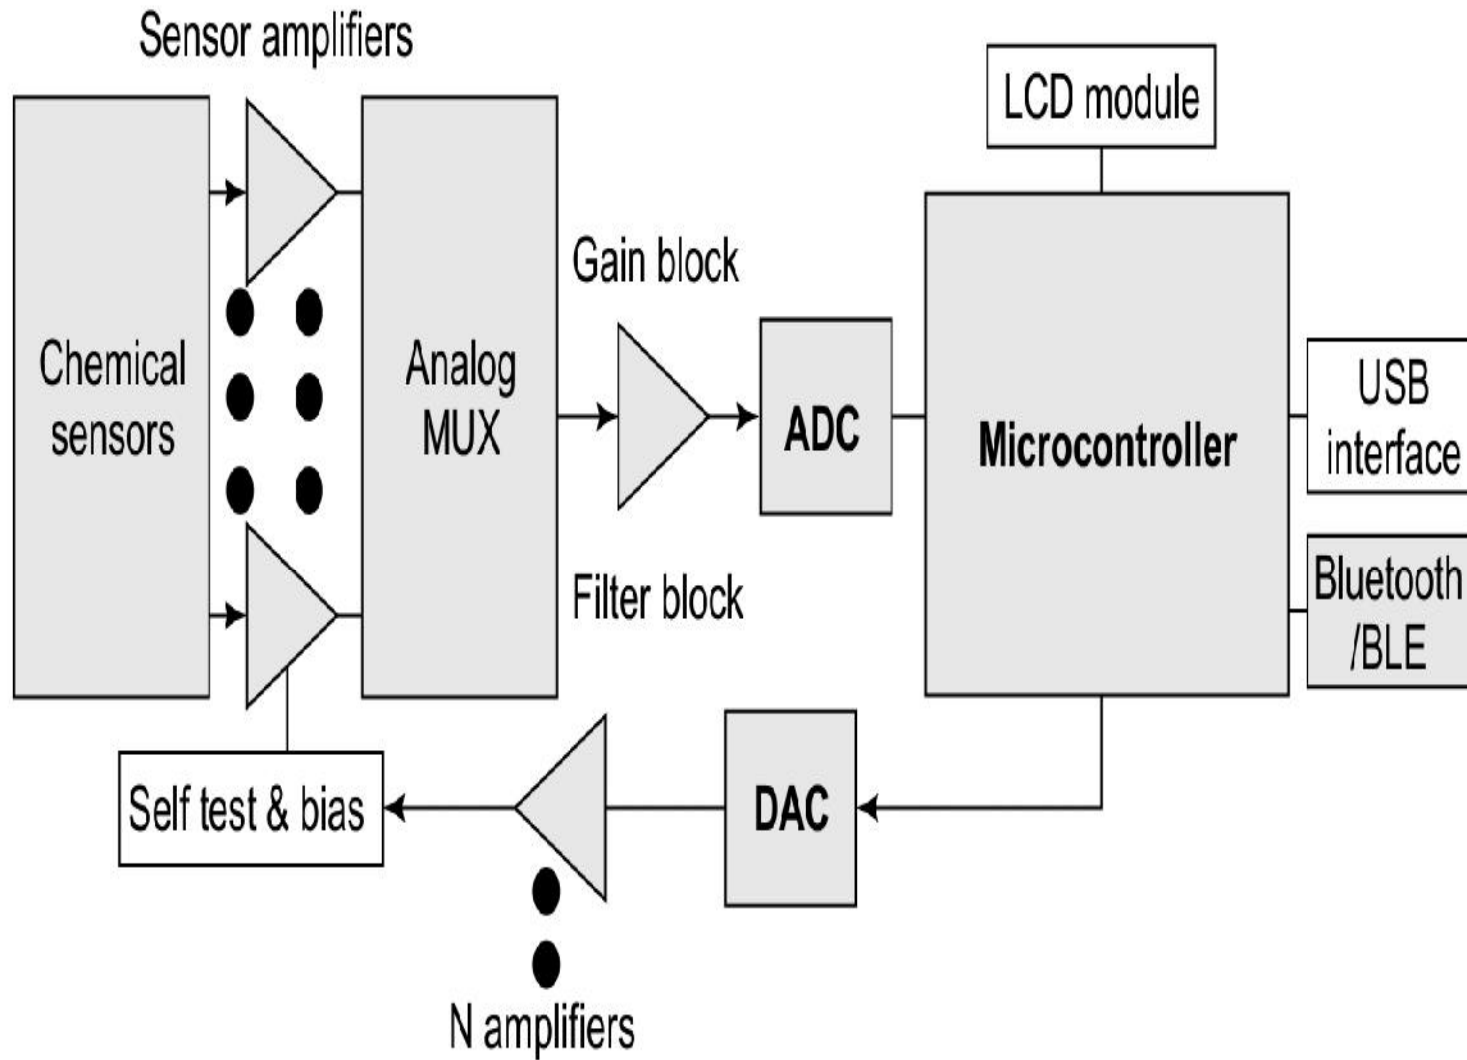 Sensor amplifiers
LCD module
Gain block
Chemical
sensors
Analog
MUX
ADC
Microcontroller
USB
interface
Filter block
Bluetooth
/BLE
Self test & bias
DAC
N amplifiers